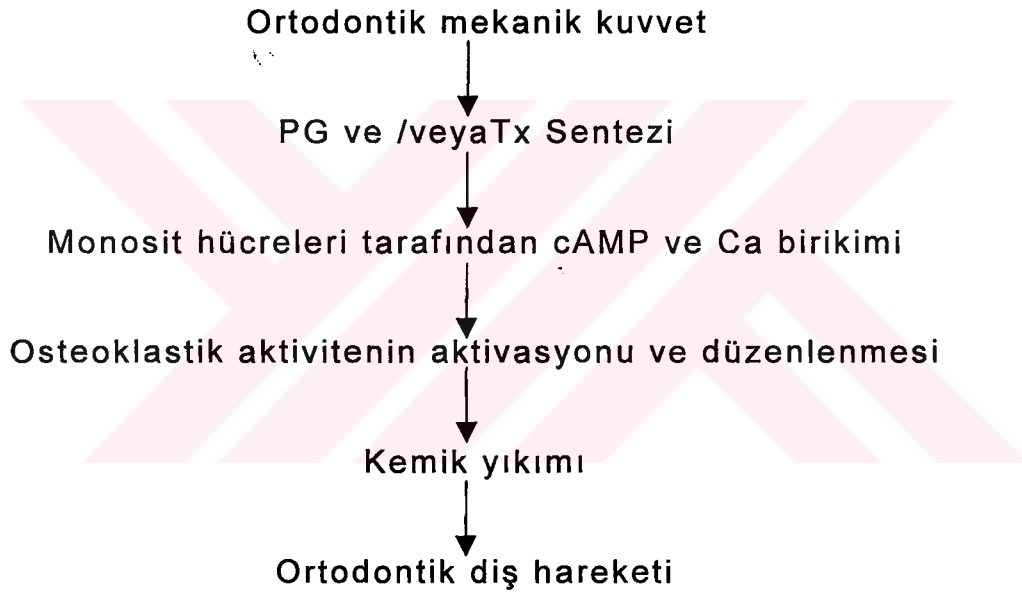 Ortodontik mekanik kuvvet
PG ve /veyaTx Sentezi
Monosit hücreleri tarafından cAMP ve Ca birikimi
Osteoklastik aktivitenin aktivasyonu ve düzenlenmesi
Kemik yıkımı
Ortodontik diş hareketi